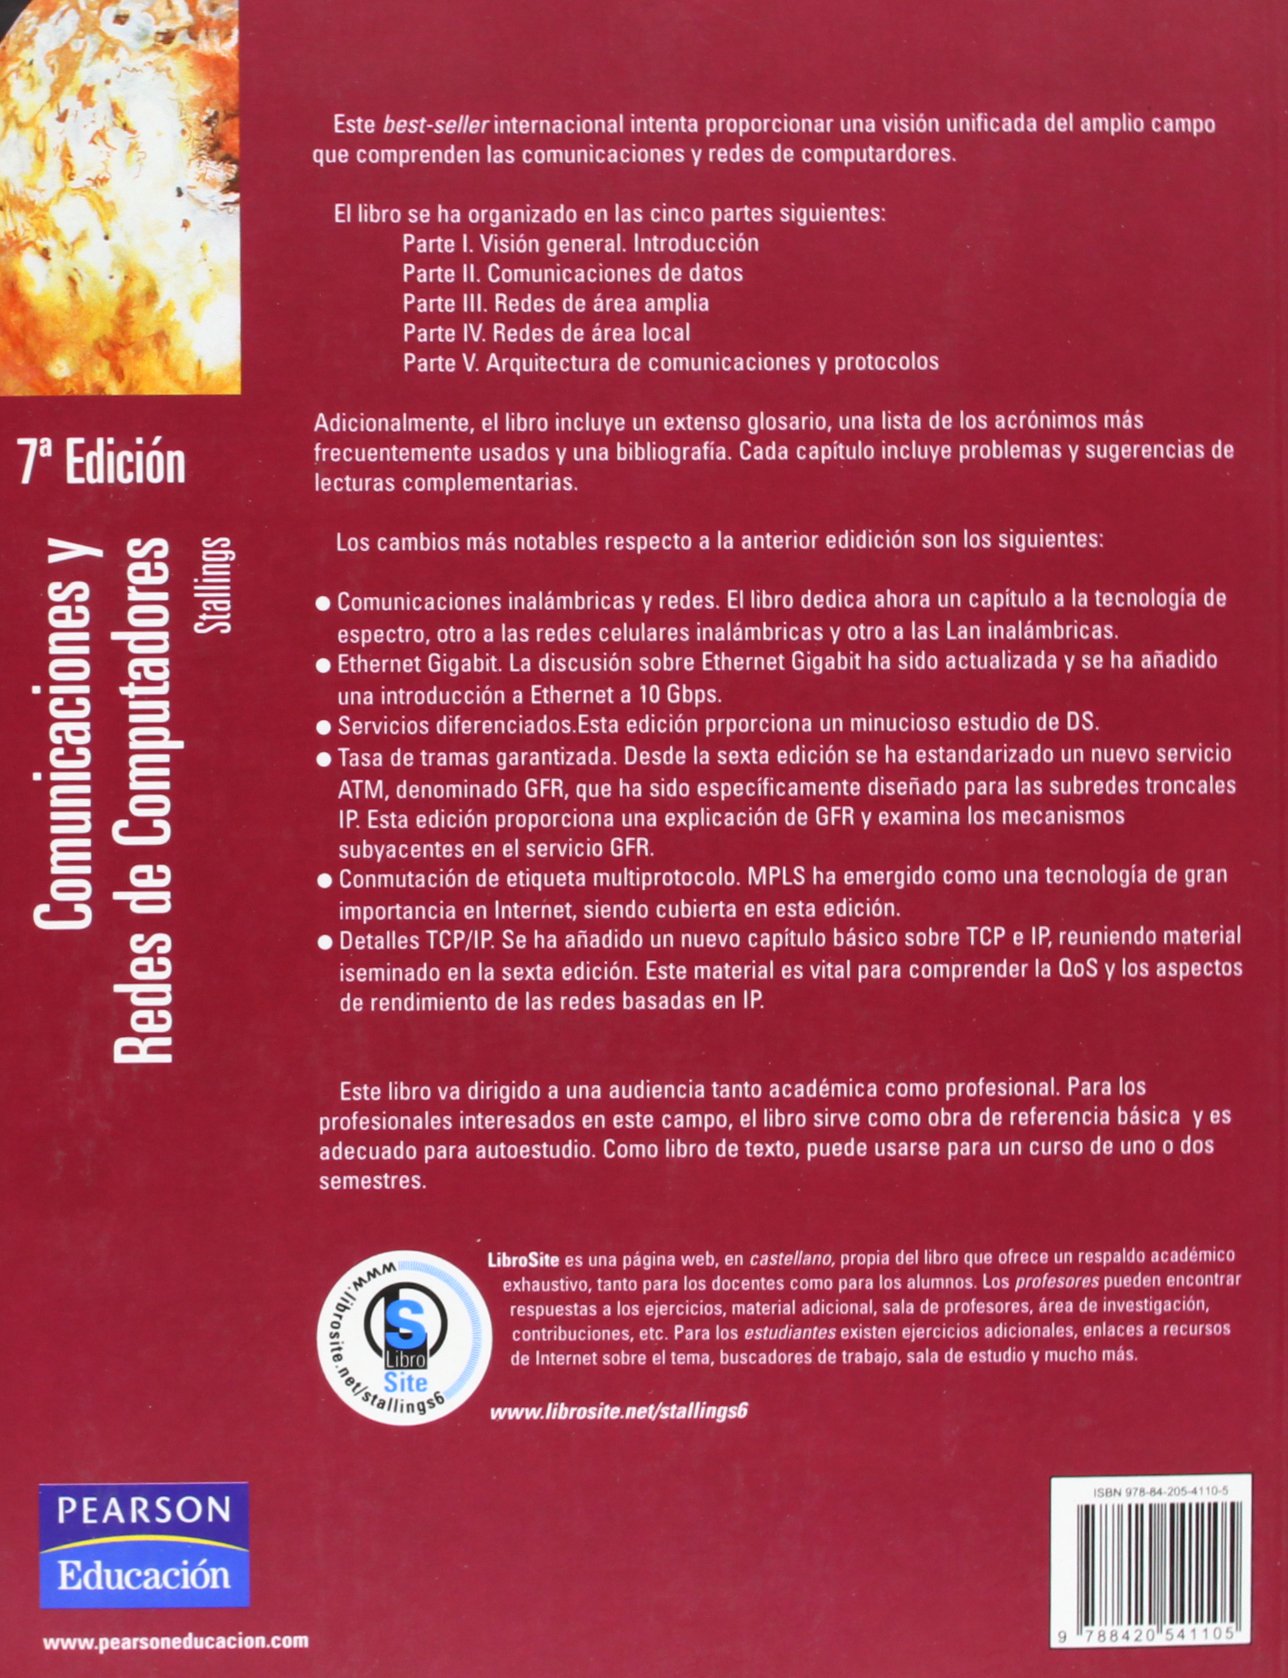 Este best-seller internacional intenta proporcionar una visión unificada del amplio campo
que comprenden las comunicaciones y redes de computardores.
El libro se ha organizado en las cinco partes siguientes:
Parte I. Visión general. Introducción
Parte II. Comunicaciones de datos
Parte III. Redes de área amplia
Parte IV. Redes de área local
Parte V. Arquitectura de comunicaciones y protocolos
Adicionalmente, el libro incluye un extenso glosario, una lista de los acrónimos más
frecuentemente usados y una bibliografía. Cada capítulo incluye problemas y sugerencias de
lecturas complementarias.
Los cambios más notables respecto a la anterior edidición son los siguientes:
● Comunicaciones inalámbricas y redes. El libro dedica ahora un capítulo a la tecnología de
espectro, otro a las redes celulares inalámbricas y otro a las Lan inalámbricas.
● Ethernet Gigabit. La discusión sobre Ethernet Gigabit ha sido actualizada y se ha añadido
una introducción a Ethernet a 10 Gbps.
● Servicios diferenciados.Esta edición prporciona un minucioso estudio de DS.
● Tasa de tramas garantizada. Desde la sexta edición se ha estandarizado un nuevo servicio
ATM, denominado GFR, que ha sido específicamente diseñado para las subredes troncales
IP. Esta edición proporciona una explicación de GFR y examina los mecanismos
subyacentes en el servicio GFR.
● Conmutación de etiqueta multiprotocolo. MPLS ha emergido como una tecnología de gran
importancia en Internet, siendo cubierta en esta edición.
● Detalles TCP/IP. Se ha añadido un nuevo capítulo básico sobre TCP e IP, reuniendo material
iseminado en la sexta edición. Este material es vital para comprender la QoS y los aspectos
de rendimiento de las redes basadas en IP.
Este libro va dirigido a una audiencia tanto académica como profesional. Para los
profesionales interesados en este campo, el libro sirve como obra de referencia básica y es
adecuado para autoestudio. Como libro de texto, puede usarse para un curso de uno o dos
semestres.
LibroSite es una página web, en castellano, propia del libro que ofrece un respaldo académico
exhaustivo, tanto para los docentes como para los alumnos. Los profesores pueden encontrar
respuestas a los ejercicios, material adicional, sala de profesores, área de investigación,
contribuciones, etc. Para los estudiantes existen ejercicios adicionales, enlaces a recursos
de Internet sobre el tema, buscadores de trabajo, sala de estudio y mucho más.
www.librosite.net/stallings6
www.librosite.net/stallings6
S
Libro
Site
7ª Edición
Comunicaciones y
Redes de Computadores
Stallings
PEARSON
Educación
www.pearsoneducacion.com
ISBN 978-84-205-4110-5
9 788420 541105